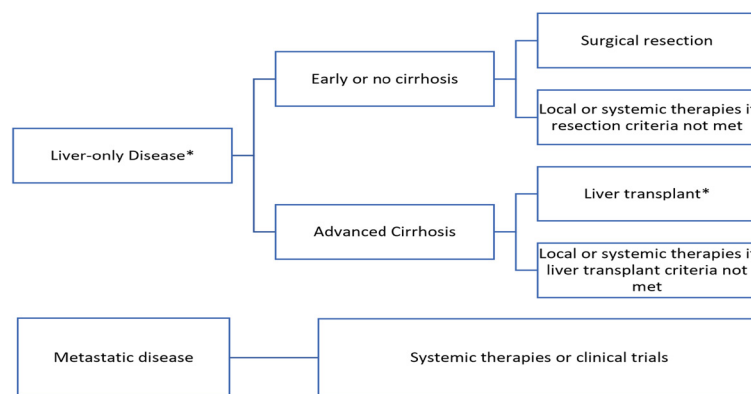 Surgical resection
Early or no cirrhosis
Local or systemic therapies i
resection criteria not met
Liver-only Disease*
Liver transplant*
Advanced Cirrhosis
Local or systemic therapies i
liver transplant criteria not
met
Metastatic disease
Systemic therapies or clinical trials